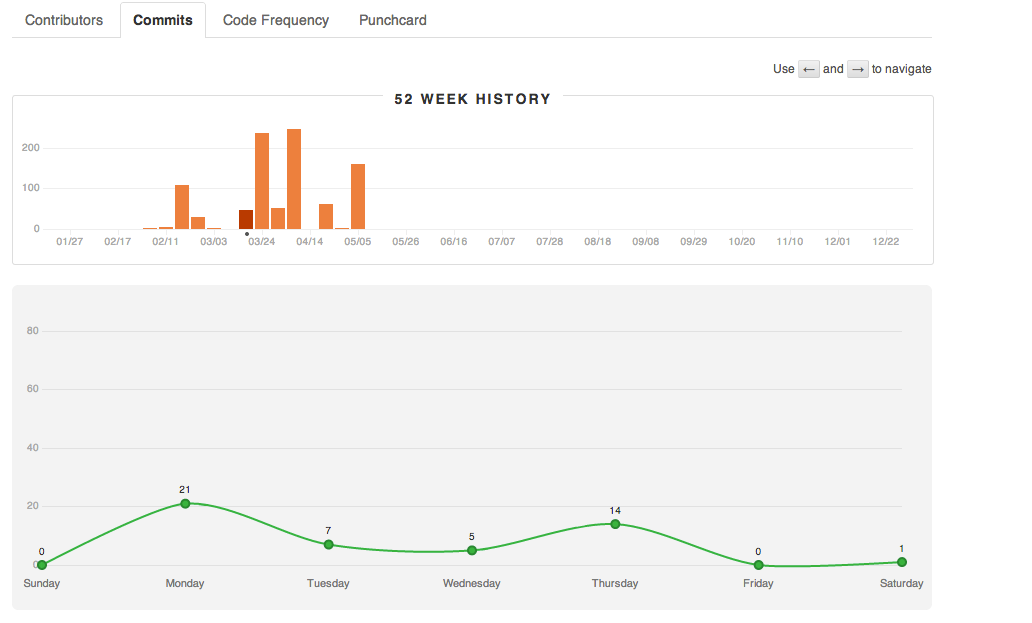 Contributors Commits Code Frequency Punchcard
Use ← and → to navigate
52 WEEK HISTORY
200
100
0
01/27 02/17 02/11 03/03 03/24 04/14 05/05 05/26 06/16 07/07 07/28 08/18 09/08 09/29 10/20 11/10 12/01 12/22
80
60
40
20
0
0 21 7 5 14 0 1
Sunday Monday Tuesday Wednesday Thursday Friday Saturday